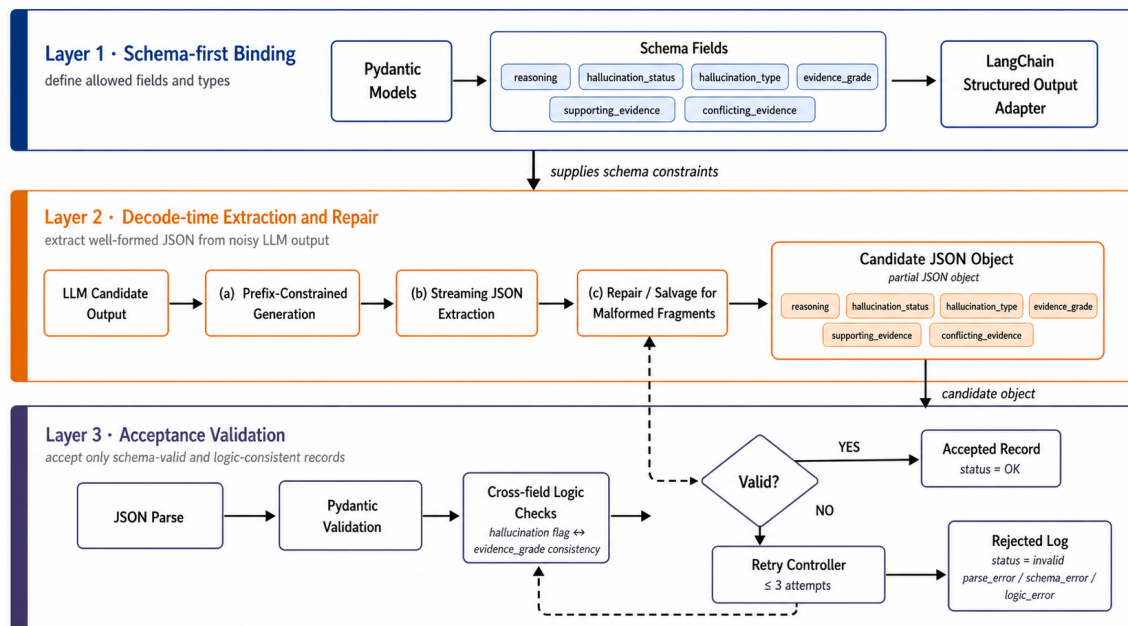 Layer 1 · Schema-first Binding
define allowed fields and types
Pydantic
Models
Schema Fields
reasoning
hallucination_status
hallucination_type
evidence_grade
supporting_evidence
conflicting_evidence
LangChain
Structured Output
Adapter
supplies schema constraints
Layer 2 · Decode-time Extraction and Repair
extract well-formed JSON from noisy LLM output
LLM Candidate
Output
(a) Prefix-Constrained
Generation
(b) Streaming JSON
Extraction
(c) Repair / Salvage for
Malformed Fragments
Candidate JSON Object
partial JSON object
reasoning
hallucination_status
hallucination_type
evidence_grade
supporting_evidence
conflicting_evidence
candidate object
Layer 3 · Acceptance Validation
accept only schema-valid and logic-consistent records
JSON Parse
Pydantic
Validation
Cross-field Logic
Checks
hallucination flag ↔
evidence_grade consistency
Valid?
YES
NO
Accepted Record
status = OK
Retry Controller
≤ 3 attempts
Rejected Log
status = invalid
parse_error / schema_error /
logic_error